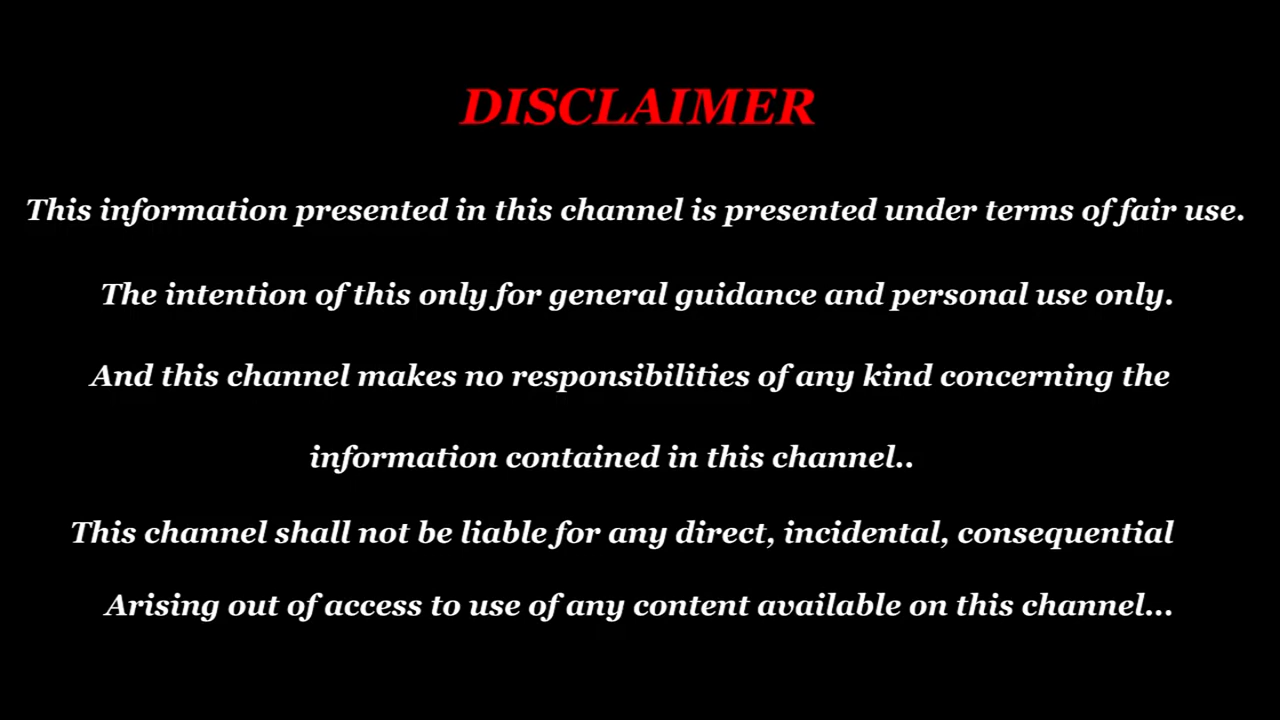 DISCLAIMER
This information presented in this channel is presented under terms of fair use.
The intention of this only for general guidance and personal use only.
And this channel makes no responsibilities of any kind concerning the
information contained in this channel..
This channel shall not be liable for any direct, incidental, consequential
Arising out of access to use of any content available on this channel...